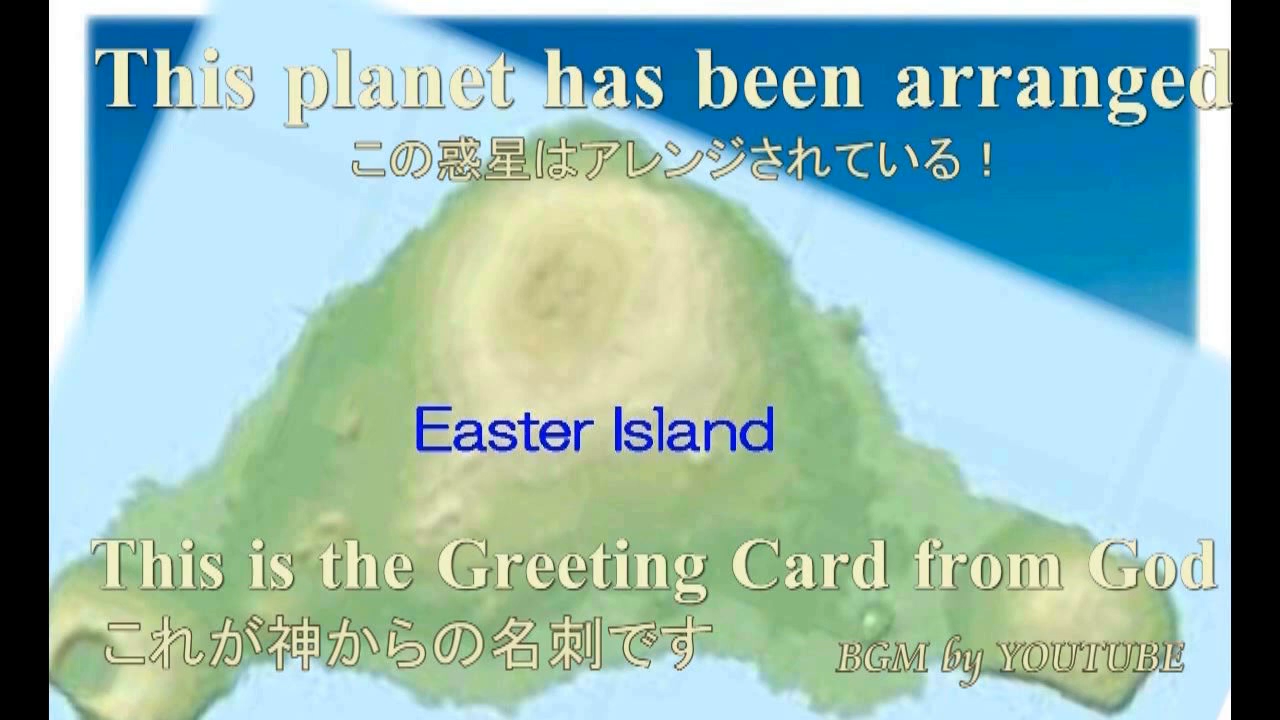 This planet has been arranged
この惑星はアレンジされている！
Easter Island
This is the Greeting Card from God
これが神からの名刺です
BGM by YOUTUBE